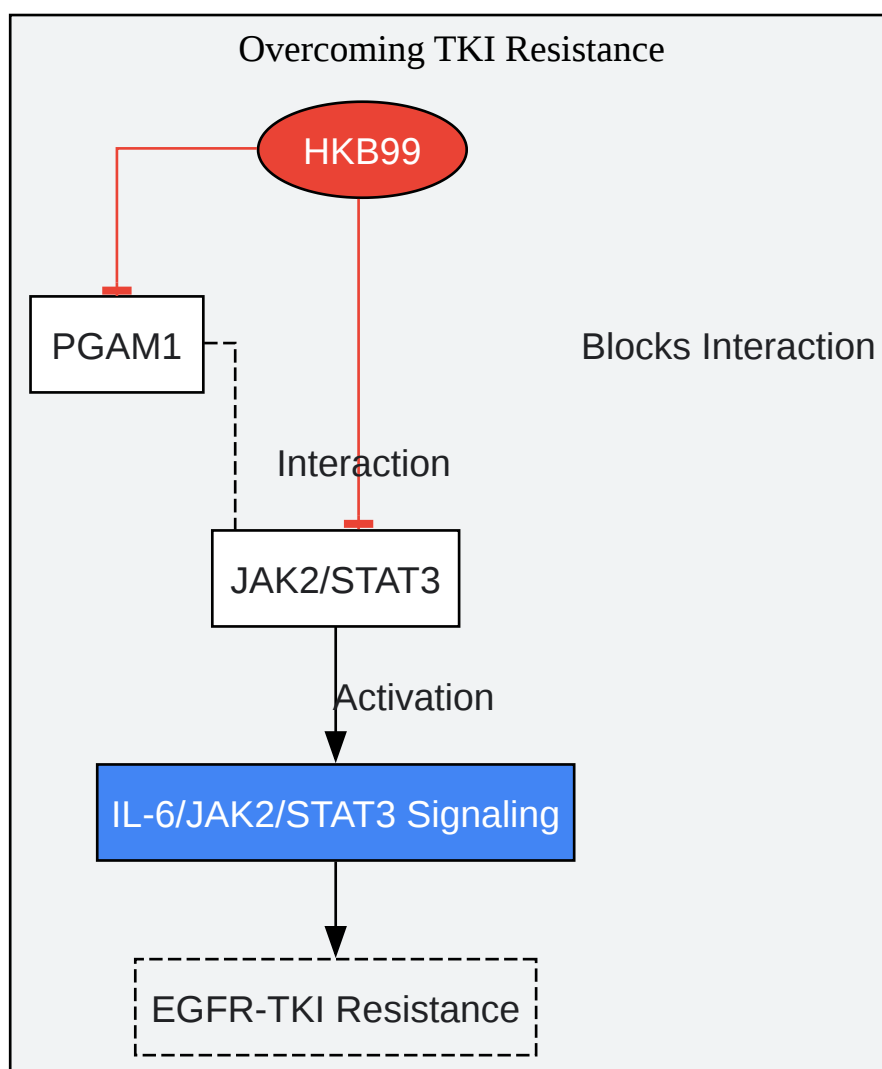 Overcoming TKI Resistance
HKB99
PGAM1
Blocks Interaction
Interaction
JAK2/STAT3
Activation
IL-6/JAK2/STAT3 Signaling
EGFR-TKI Resistance